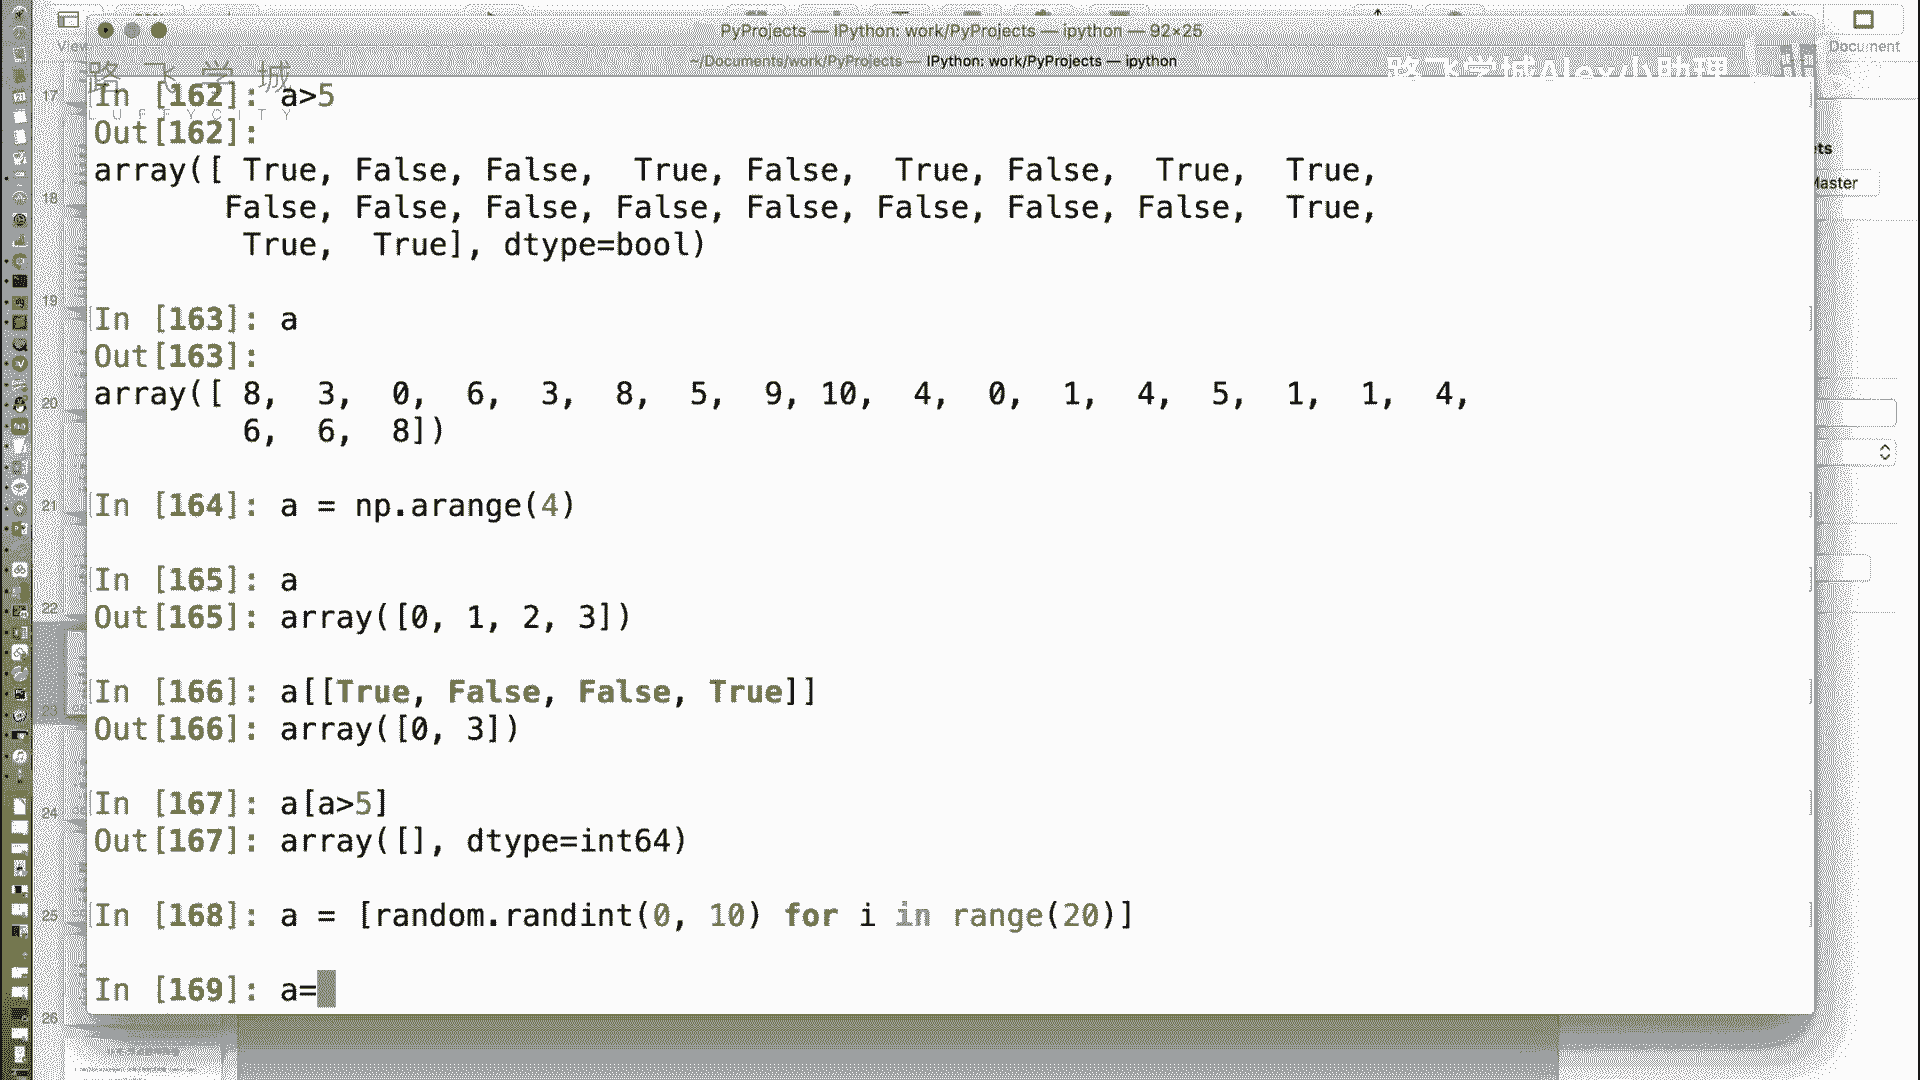 View
Document
PyProjects — IPython: work/PyProjects — ipython — 92×25
~/Documents/work/PyProjects — IPython: work/PyProjects — ipython
路飞学城
LUFFYCITY
路飞学城Alex小助理
In [162]: a>5
Out[162]:
array([ True, False, False,  True, False,  True, False,  True,  True,
       False, False, False, False, False, False, False, False,  True,
        True,  True], dtype=bool)
In [163]: a
Out[163]:
array([ 8,  3,  0,  6,  3,  8,  5,  9, 10,  4,  0,  1,  4,  5,  1,  1,  4,
        6,  6,  8])
In [164]: a = np.arange(4)
In [165]: a
Out[165]: array([0, 1, 2, 3])
In [166]: a[[True, False, False, True]]
Out[166]: array([0, 3])
In [167]: a[a>5]
Out[167]: array([], dtype=int64)
In [168]: a = [random.randint(0, 10) for i in range(20)]
In [169]: a=
17
18
19
20
21
22
23
24
25
26
ets
Master